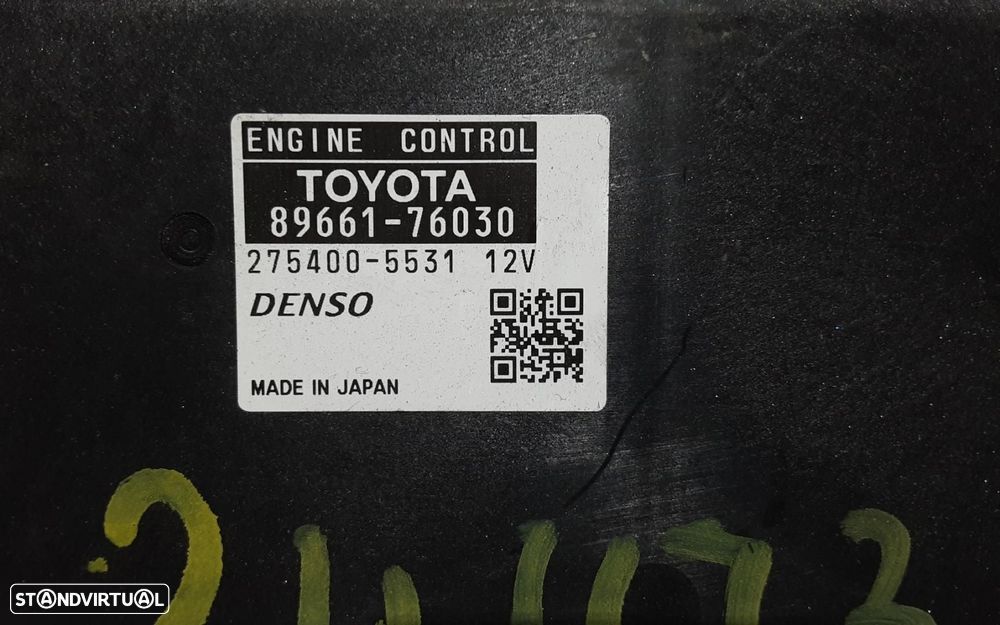 ENGINE CONTROL
TOYOTA
89661-76030
275400-5531 12V
DENSO
MADE IN JAPAN
STANDVIRTUAL